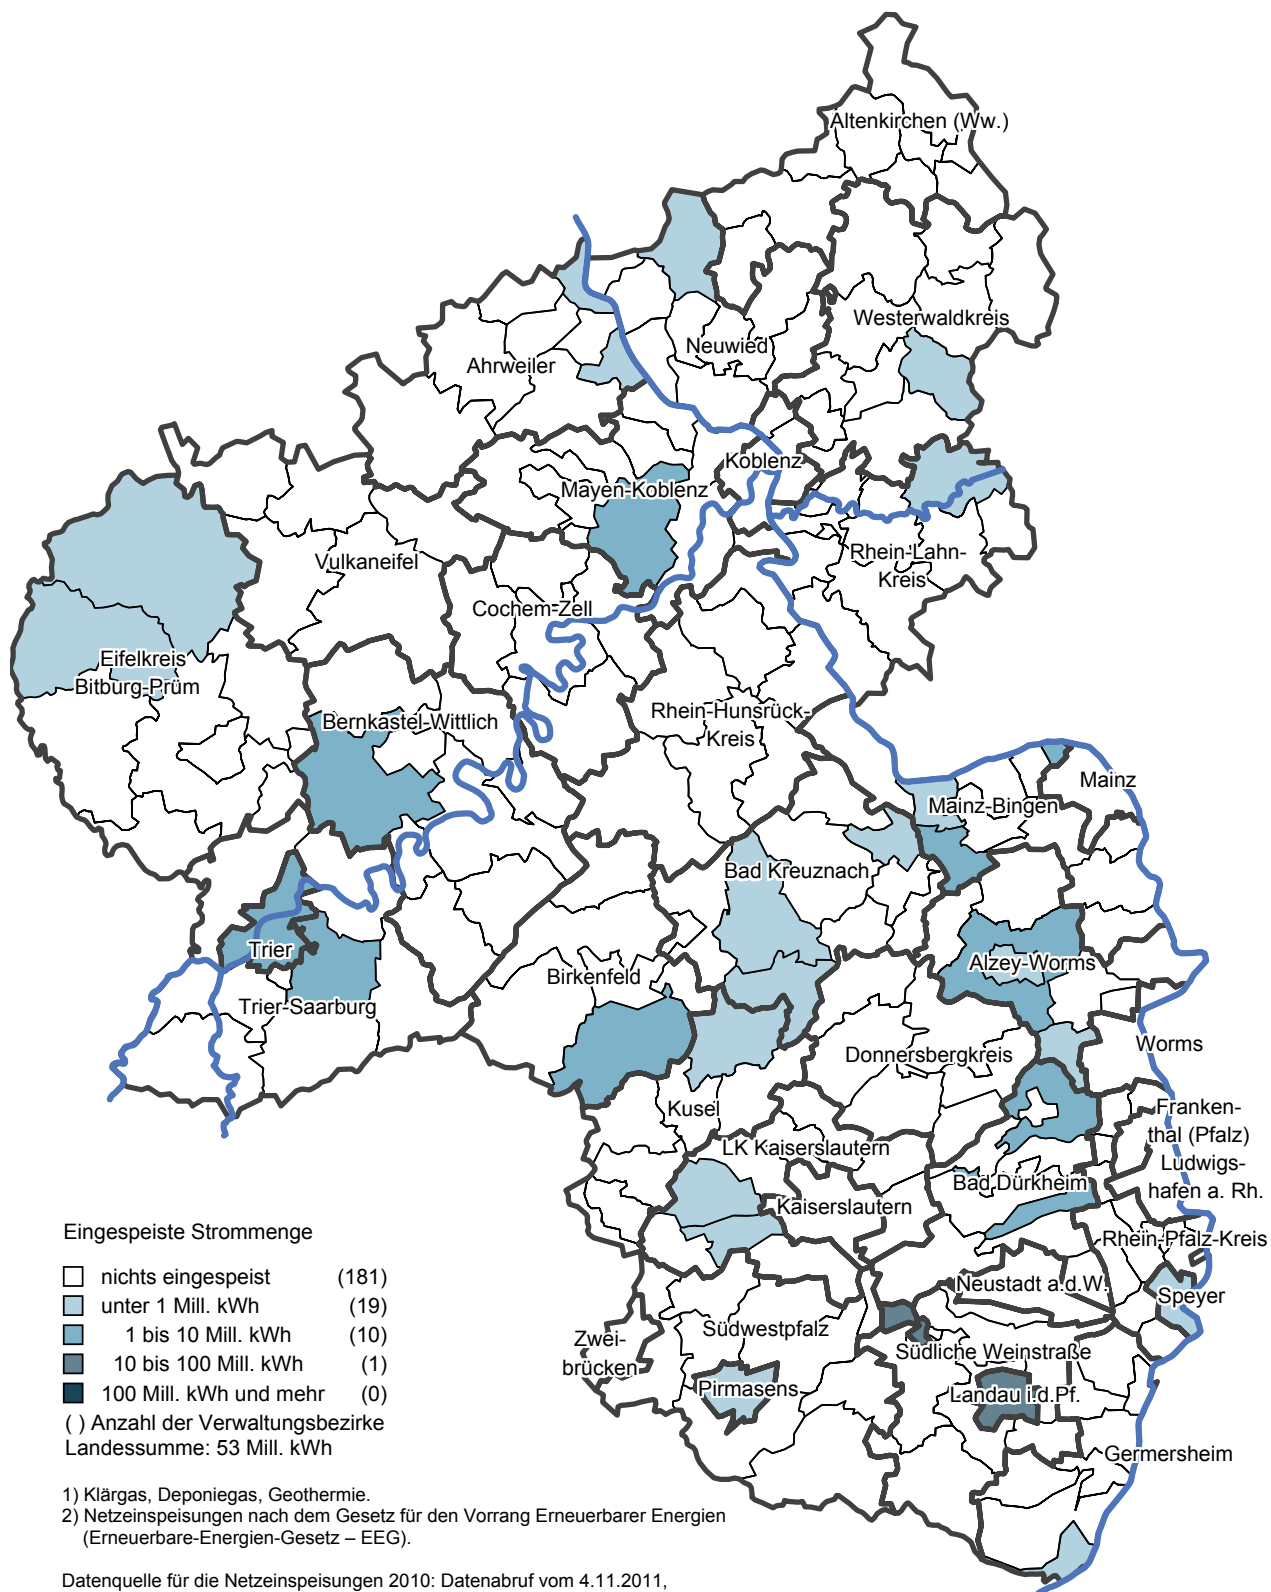 Altenkirchen (Ww.)
Westerwaldkreis
Neuwied
Ahrweiler
Koblenz
Mayen-Koblenz
Rhein-Lahn-
Kreis
Vulkaneifel
Cochem-Zell
Eifelkreis
Bitburg-Prüm
Rhein-Hunsrück-
Kreis
Bernkastel-Wittlich
Mainz
Mainz-Bingen
Bad Kreuznach
Trier
Alzey-Worms
Birkenfeld
Trier-Saarburg
Worms
Donnersbergkreis
Kusel
Franken-
thal (Pfalz)
LK Kaiserslautern
Ludwigs-
hafen a. Rh.
Bad Dürkheim
Kaiserslautern
Rhein-Pfalz-Kreis
Neustadt a.d.W.
Speyer
Südwestpfalz
Zwei-
brücken
Südliche Weinstraße
Pirmasens
Landau i.d.Pf.
Germersheim
Eingespeiste Strommenge
nichts eingespeist (181)
unter 1 Mill. kWh (19)
1 bis 10 Mill. kWh (10)
10 bis 100 Mill. kWh (1)
100 Mill. kWh und mehr (0)
( ) Anzahl der Verwaltungsbezirke
Landessumme: 53 Mill. kWh
1) Klärgas, Deponiegas, Geothermie.
2) Netzeinspeisungen nach dem Gesetz für den Vorrang Erneuerbarer Energien
(Erneuerbare-Energien-Gesetz – EEG).
Datenquelle für die Netzeinspeisungen 2010: Datenabruf vom 4.11.2011,